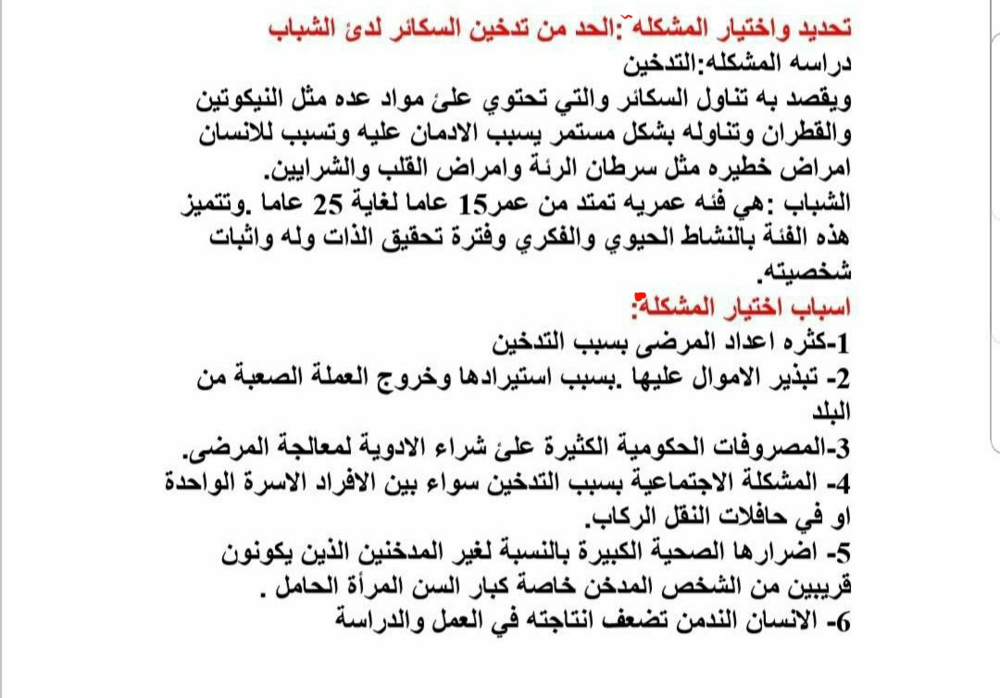 تحديد واختيار المشكله :الحد من تدخين السكائر لدئ الشباب
دراسه المشكله:التدخين
ويقصد به تناول السكائر والتي تحتوي علئ مواد عده مثل النيكوتين
والقطران وتناوله بشكل مستمر يسبب الادمان عليه وتسبب للانسان
امراض خطيره مثل سرطان الرئة وامراض القلب والشرايين.
الشباب :هي فئه عمريه تمتد من عمر15 عاما لغاية 25 عاما .وتتميز
هذه الفئة بالنشاط الحيوي والفكري وفترة تحقيق الذات وله واثبات
شخصيته.
اسباب اختيار المشكلة:
1-كثره اعداد المرضى بسبب التدخين
2- تبذير الاموال عليها .بسبب استيرادها وخروج العملة الصعبة من
البلد
3-المصروفات الحكومية الكثيرة علئ شراء الادوية لمعالجة المرضى.
4- المشكلة الاجتماعية بسبب التدخين سواء بين الافراد الاسرة الواحدة
او في حافلات النقل الركاب.
5- اضرارها الصحية الكبيرة بالنسبة لغير المدخنين الذين يكونون
قريبين من الشخص المدخن خاصة كبار السن المرأة الحامل .
6- الانسان الندمن تضعف انتاجته في العمل والدراسة